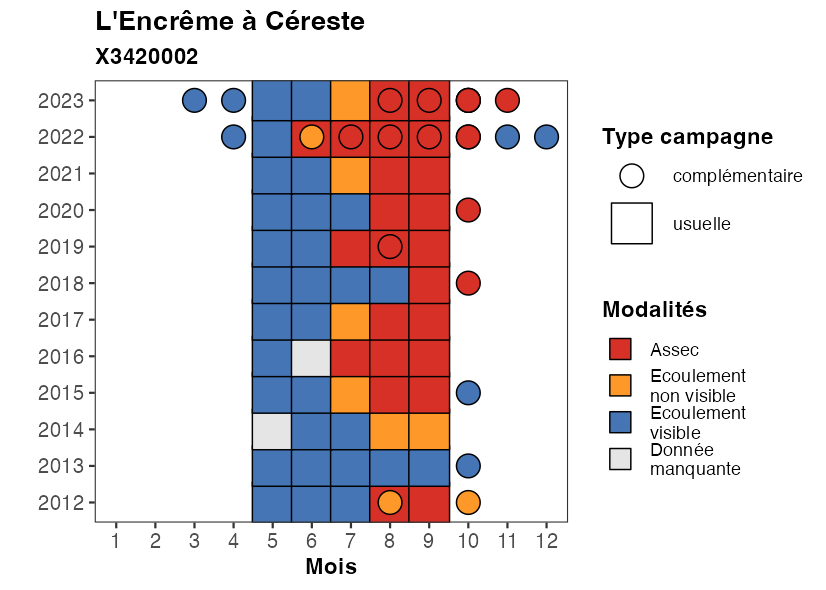 L'Encrême à Céreste
X3420002
2023
2022
2021
2020
2019
2018
2017
2016
2015
2014
2013
2012
1 2 3 4 5 6 7 8 9 10 11 12
Mois
Type campagne
complémentaire
usuelle
Modalités
Assec
Ecoulement
non visible
Ecoulement
visible
Donnée
manquante